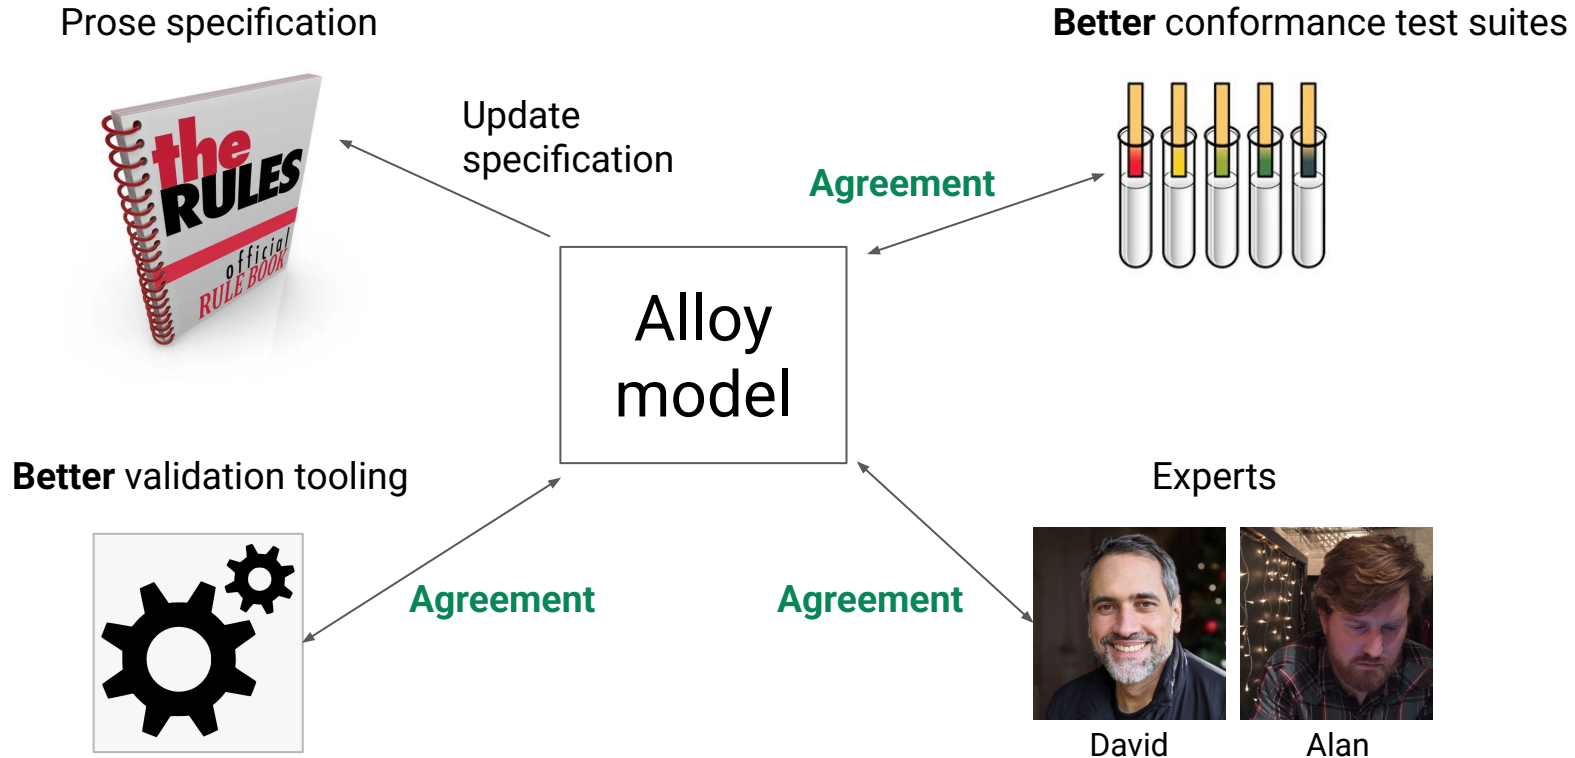 Prose specification
Better conformance test suites
the
RULES
official
RULE BOOK
Update
specification
Agreement
Alloy
model
Better validation tooling
Experts
Agreement
Agreement
David
Alan